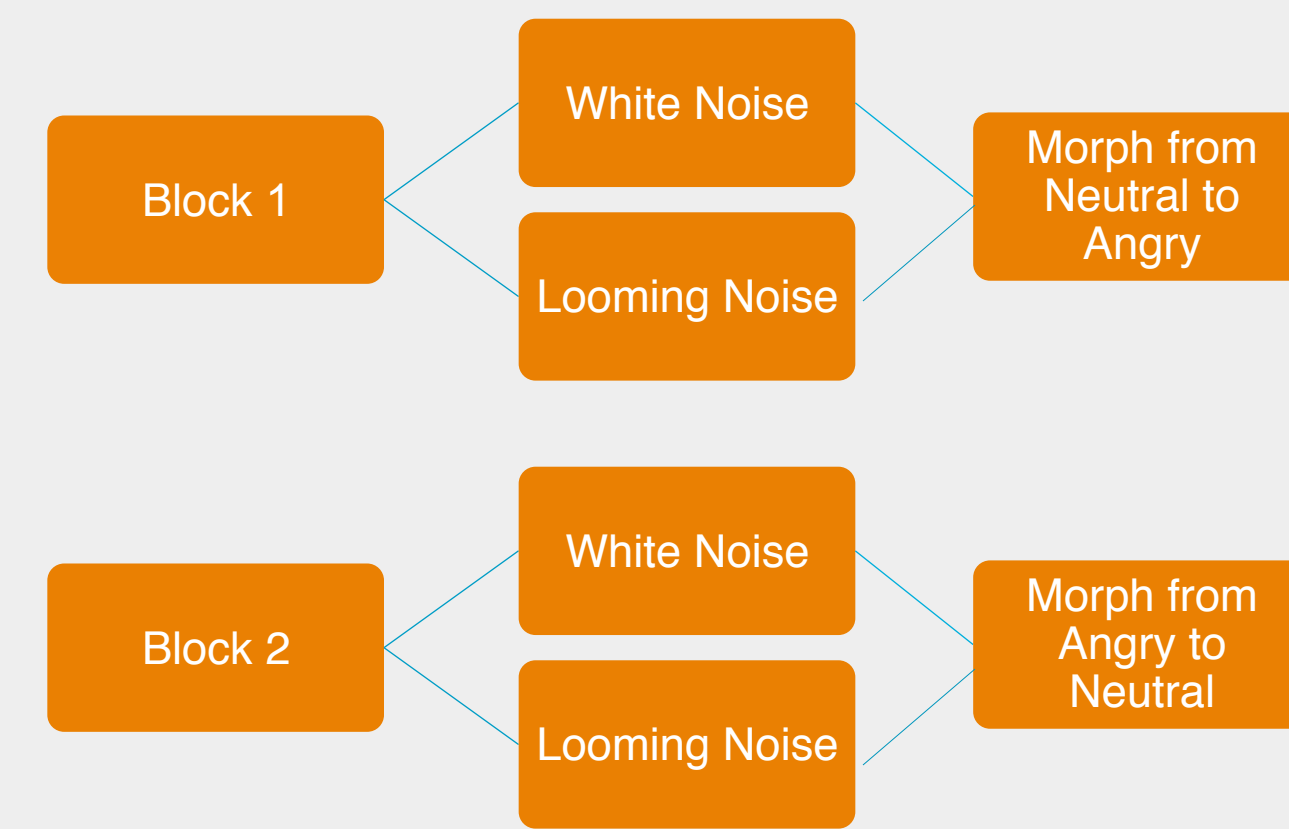 Block 1
White Noise
Looming Noise
Morph from
Neutral to
Angry
Block 2
White Noise
Looming Noise
Morph from
Angry to
Neutral